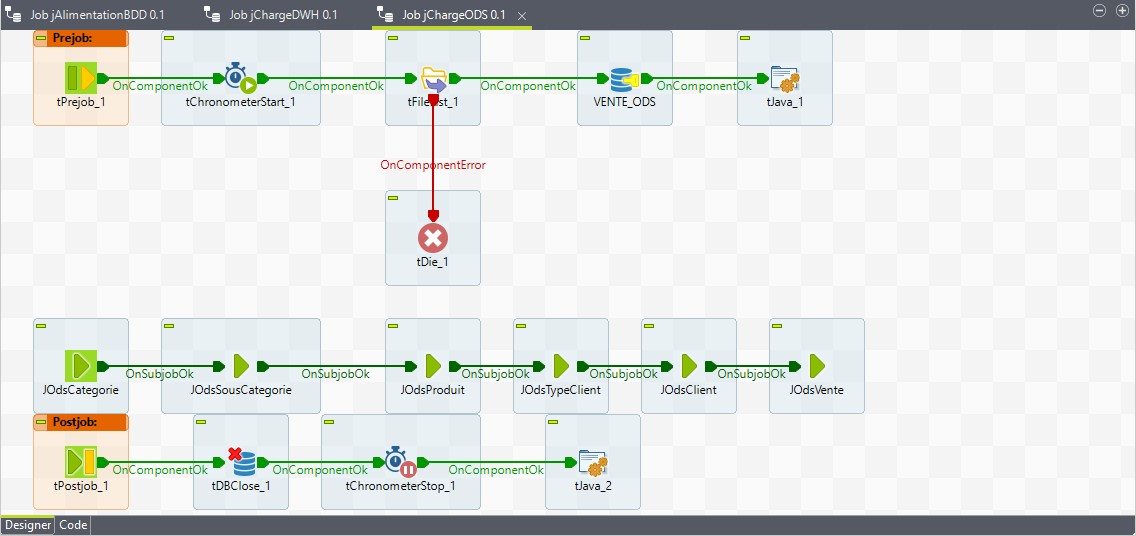 Job jAlimentationBDD 0.1
Job jChargeDWH 0.1
Job jChargeODS 0.1
Prejob:
OnComponentOk
OnComponentOk
OnComponentOk
OnComponentOk
tPrejob_1
tChronometerStart_1
tFileList_1
VENTE_ODS
tJava_1
OnComponentError
tDie_1
OnSubjobOk
OnSubjobOk
OnSubjobOk
OnSubjobOk
OnSubjobOk
JOdsCategorie
JOdsSousCategorie
JOdsProduit
JOdsTypeClient
JOdsClient
JOdsVente
Postjob:
OnComponentOk
OnComponentOk
OnComponentOk
tPostjob_1
tDBClose_1
tChronometerStop_1
tJava_2
Designer
Code